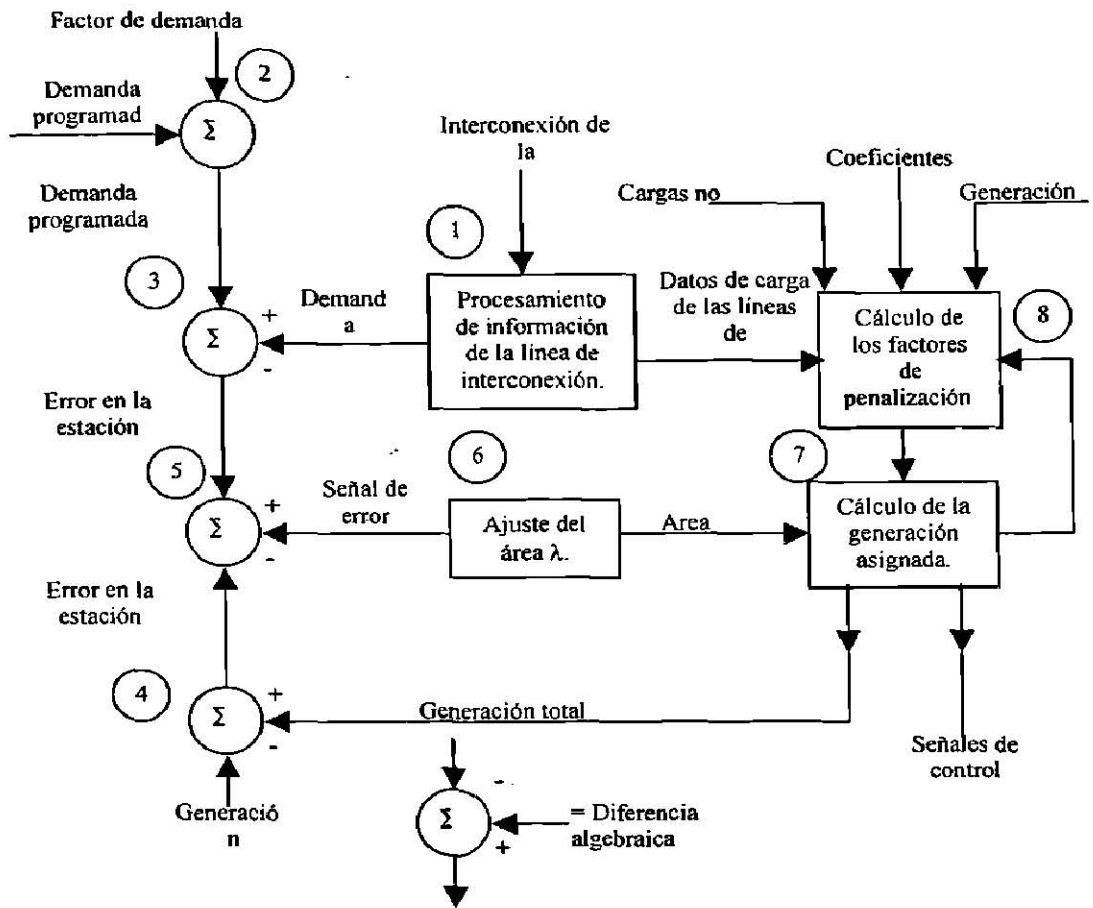 Factor de demanda
2
Demanda
programad
Σ
Interconexión de
la
Coeficientes
Cargas no
Generación
Demanda
programada
1
3
Demand
a
+
Σ
-
Procesamiento
de información
de la línea de
interconexión.
Datos de carga
de las líneas
de
Cálculo de
los factores
de
penalización
8
Error en la
estación
5
6
7
Señal de
error
+
Σ
-
Ajuste del
área λ.
Area
Cálculo de la
generación
asignada.
Error en la
estación
4
+
Σ
-
Generación total
Señales de
control
Generació
n
-
Σ
+
= Diferencia
algebraica